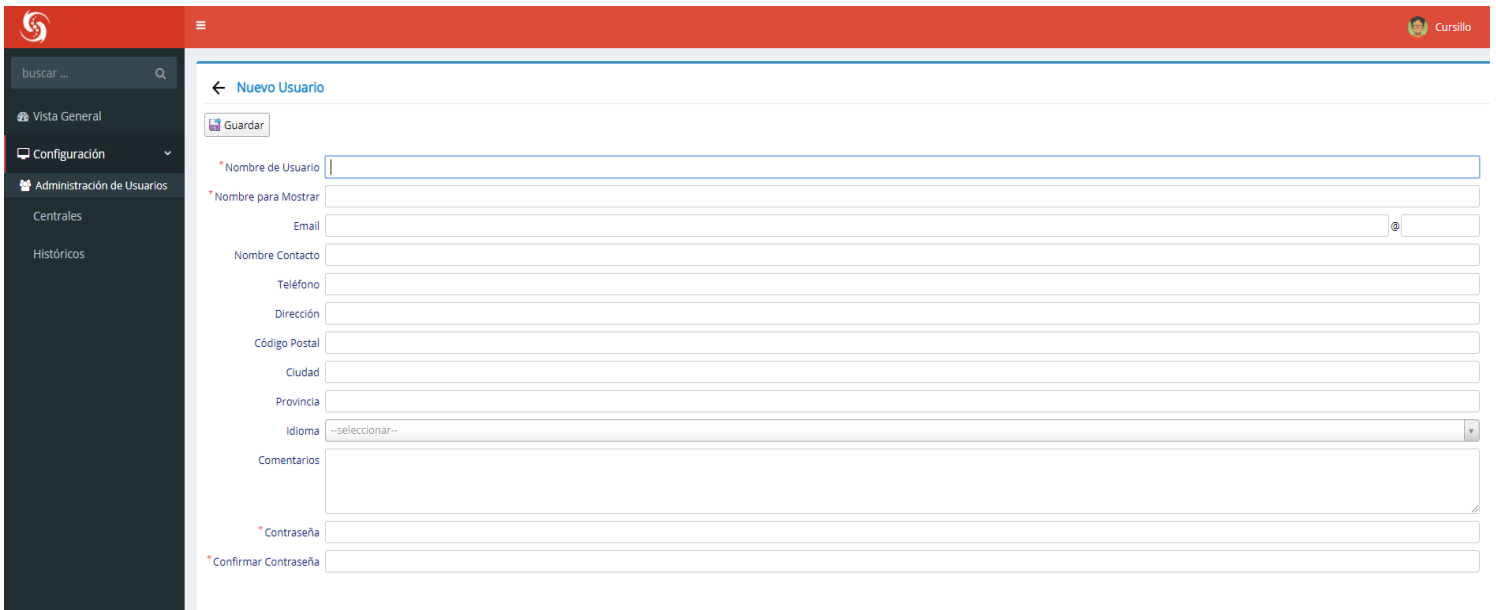 Cursillo
buscar ...
Vista General
Configuración
Administración de Usuarios
Centrales
Históricos
Nuevo Usuario
Guardar
*Nombre de Usuario
*Nombre para Mostrar
Email @
Nombre Contacto
Teléfono
Dirección
Código Postal
Ciudad
Provincia
Idioma --seleccionar--
Comentarios
*Contraseña
*Confirmar Contraseña